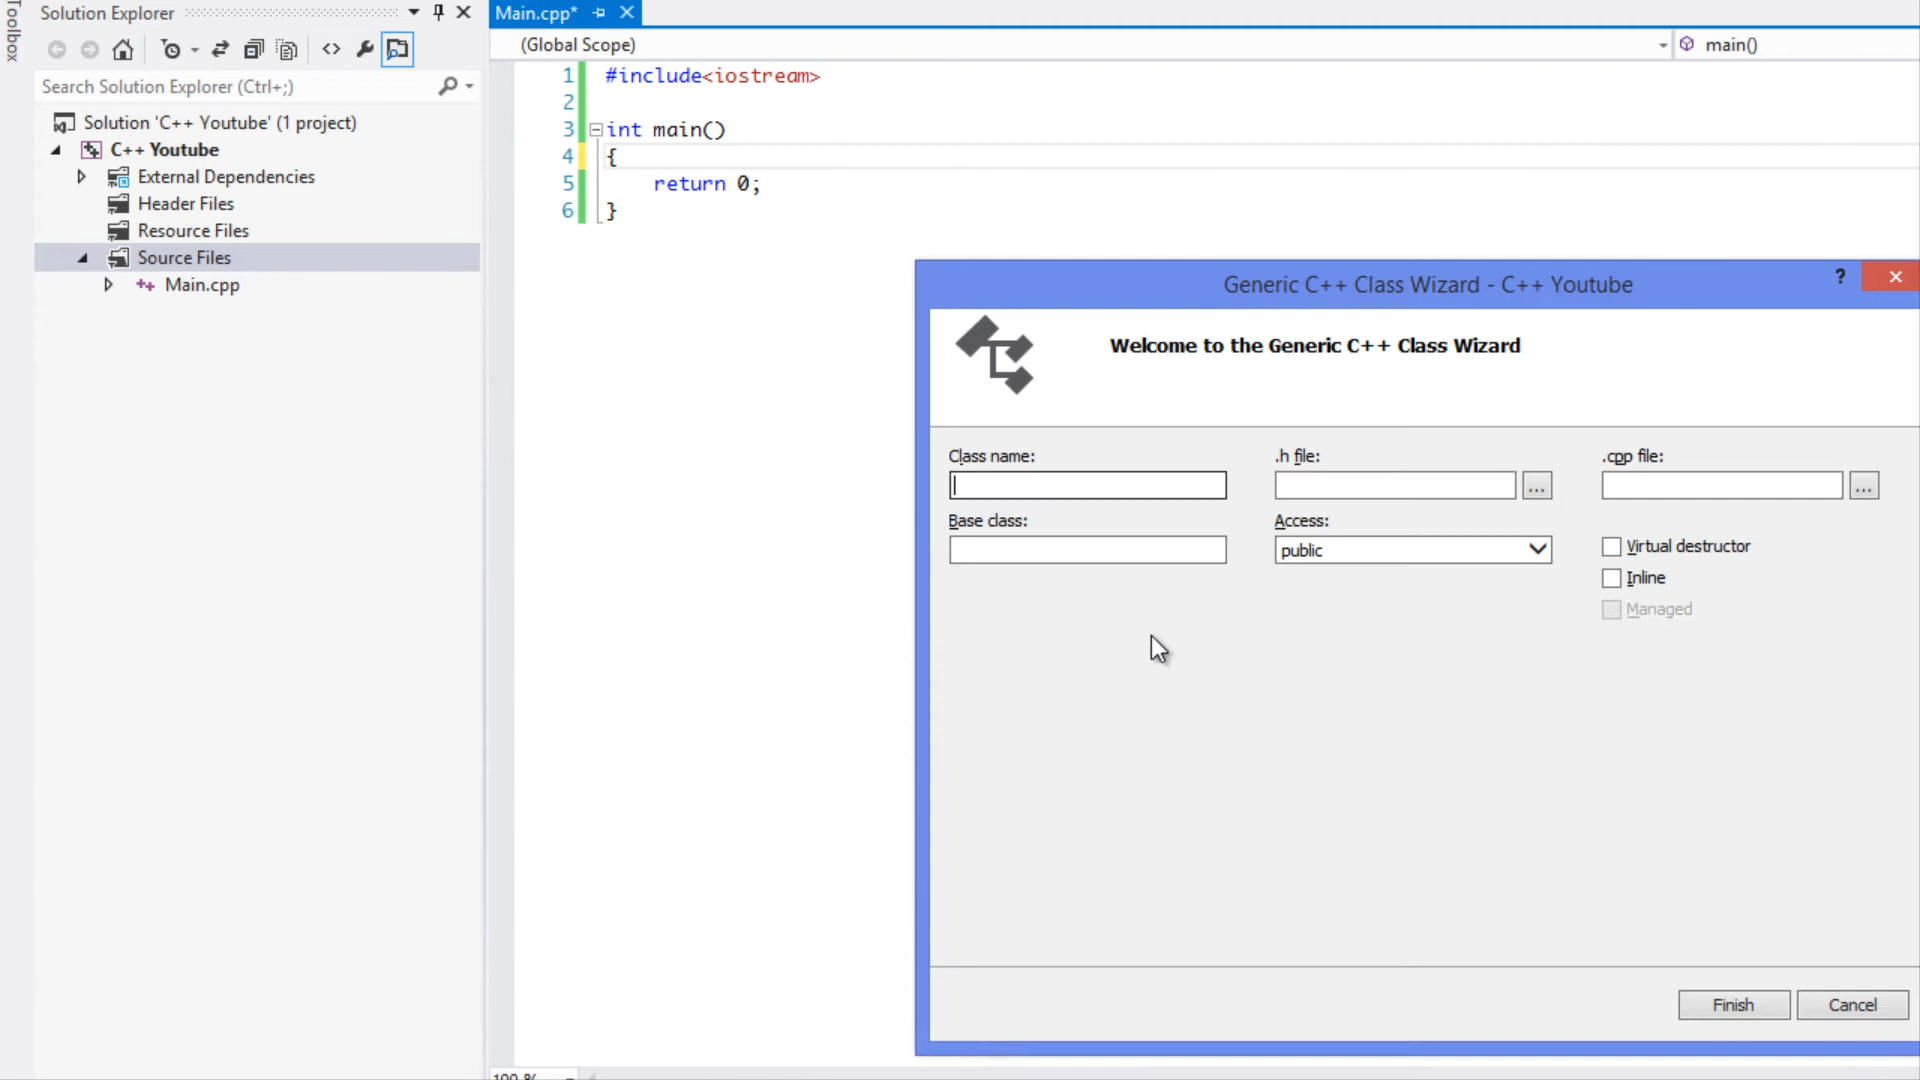 Toolbox
Solution Explorer
Search Solution Explorer (Ctrl+;)
Solution 'C++ Youtube' (1 project)
C++ Youtube
External Dependencies
Header Files
Resource Files
Source Files
Main.cpp
Main.cpp*
(Global Scope)
main()
1 #include<iostream>
2
3 int main()
4 {
5 return 0;
6 }
Generic C++ Class Wizard - C++ Youtube
Welcome to the Generic C++ Class Wizard
Class name: .h file: .cpp file:
... ...
Base class: Access:
public
Virtual destructor
Inline
Managed
Finish Cancel
100 %